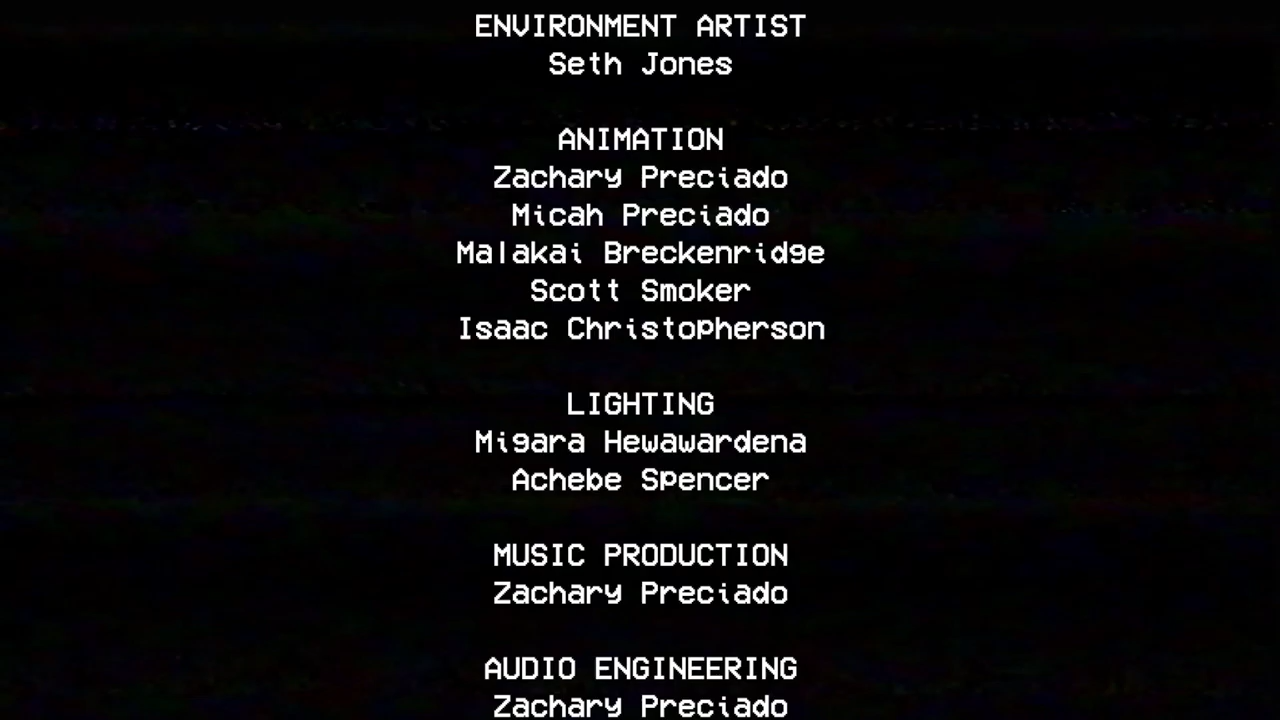 ENVIRONMENT ARTIST
Seth Jones
ANIMATION
Zachary Preciado
Micah Preciado
Malakai Breckenridge
Scott Smoker
Isaac Christopherson
LIGHTING
Migara Hewawardena
Achebe Spencer
MUSIC PRODUCTION
Zachary Preciado
AUDIO ENGINEERING
Zachary Preciado